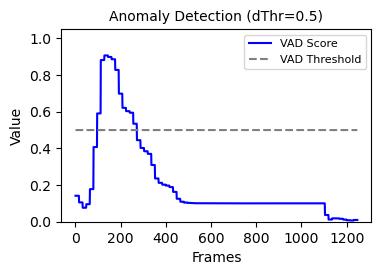 Anomaly Detection (dThr=0.5)
VAD Score
VAD Threshold
Value
1.0
0.8
0.6
0.4
0.2
0.0
0 200 400 600 800 1000 1200
Frames